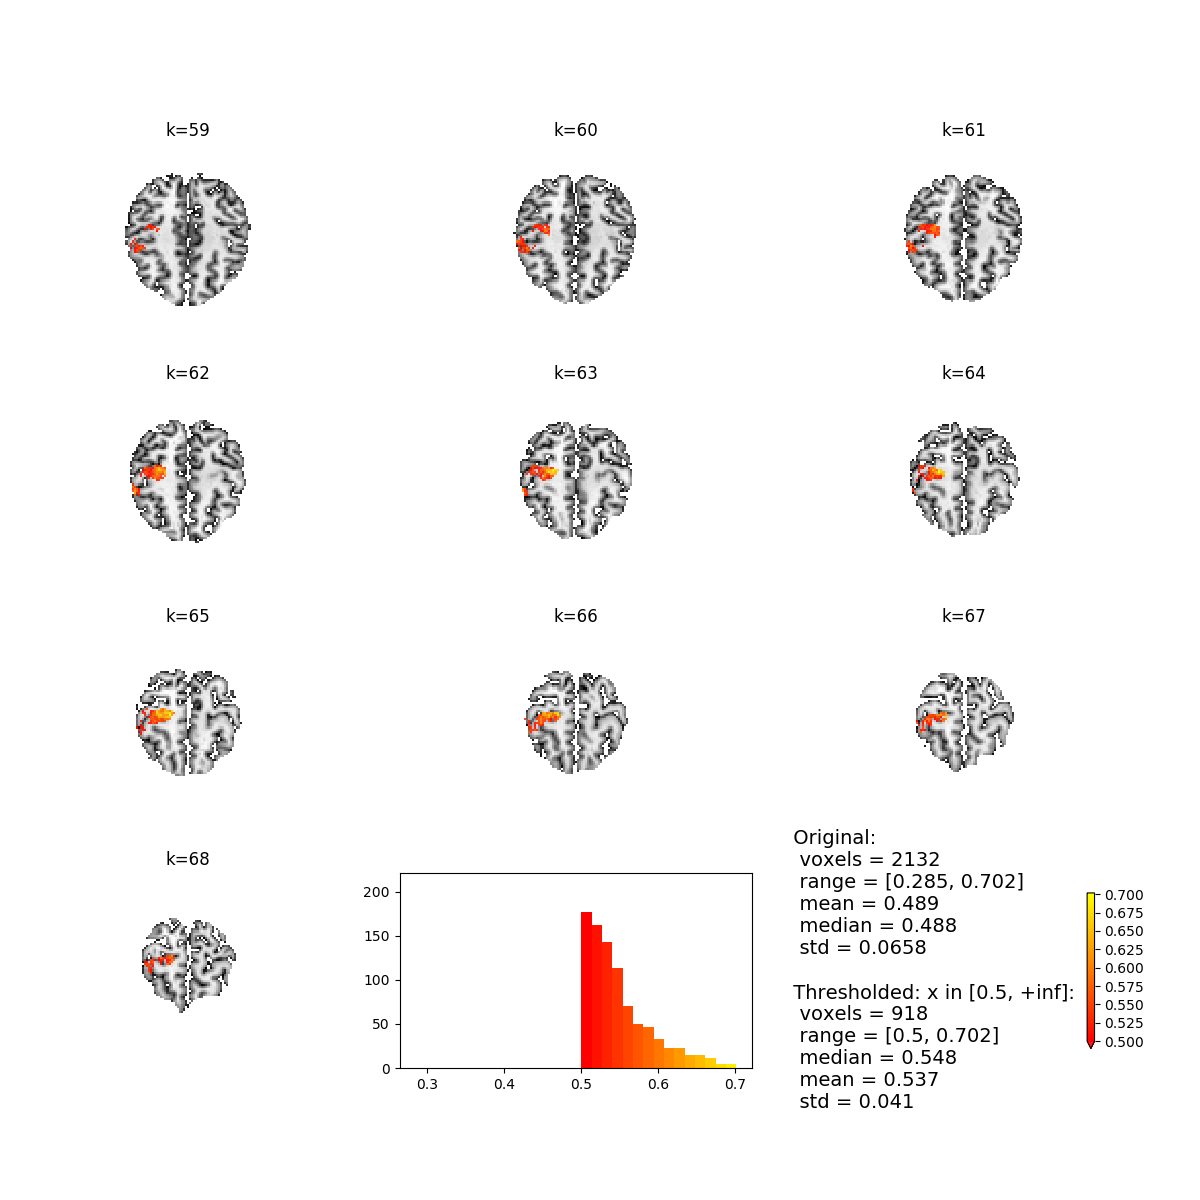 k=59
k=60
k=61
k=62
k=63
k=64
k=65
k=66
k=67
k=68
200
150
100
50
0
0.3
0.4
0.5
0.6
0.7
Original:
voxels = 2132
range = [0.285, 0.702]
mean = 0.489
median = 0.488
std = 0.0658
Thresholded: x in [0.5, +inf]:
voxels = 918
range = [0.5, 0.702]
median = 0.548
mean = 0.537
std = 0.041
0.700
0.675
0.650
0.625
0.600
0.575
0.550
0.525
0.500